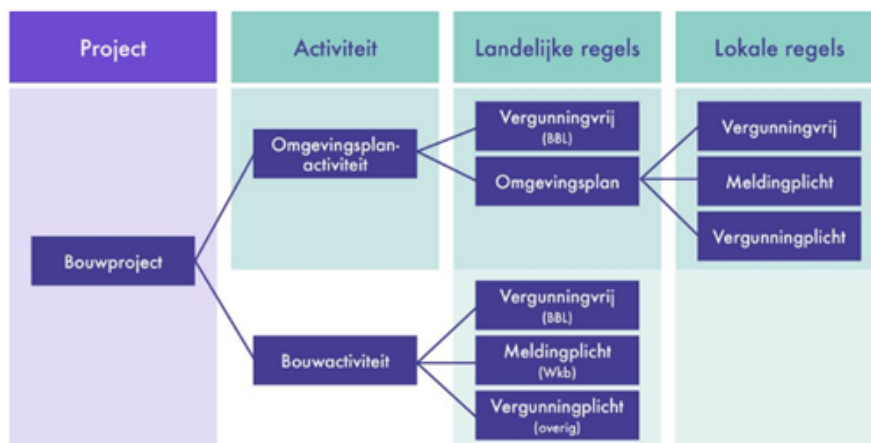 Project
Activiteit
Landelijke regels
Lokale regels
Bouwproject
Omgevingsplan-
activiteit
Vergunningvrij
(BBL)
Omgevingsplan
Vergunningvrij
Meldingplicht
Vergunningplicht
Bouwactiviteit
Vergunningvrij
(BBL)
Meldingplicht
(Wkb)
Vergunningplicht
(overig)